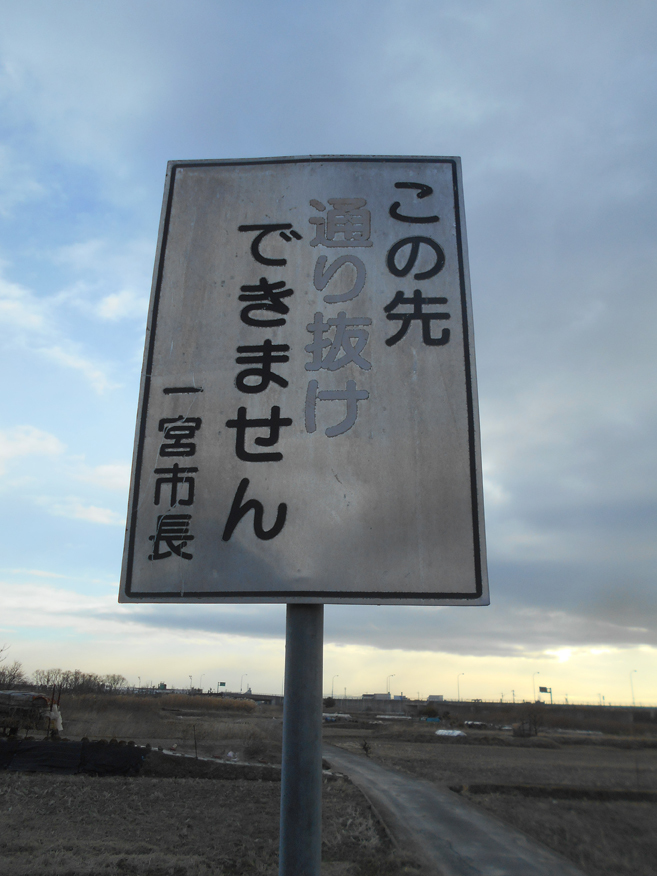 この先
通り抜け
できません
一宮市長